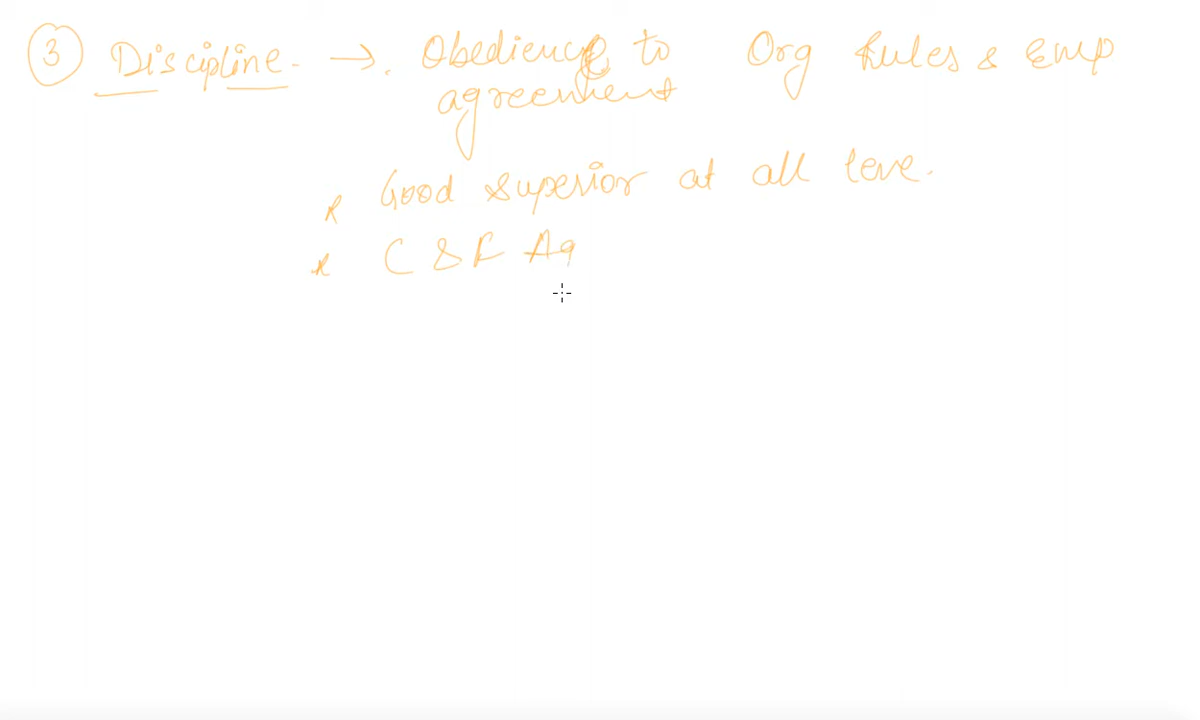 ③ Discipline. → . Obedience to Org Rules & Emp
agreement
* Good superior at all leve.
* C & F Ag